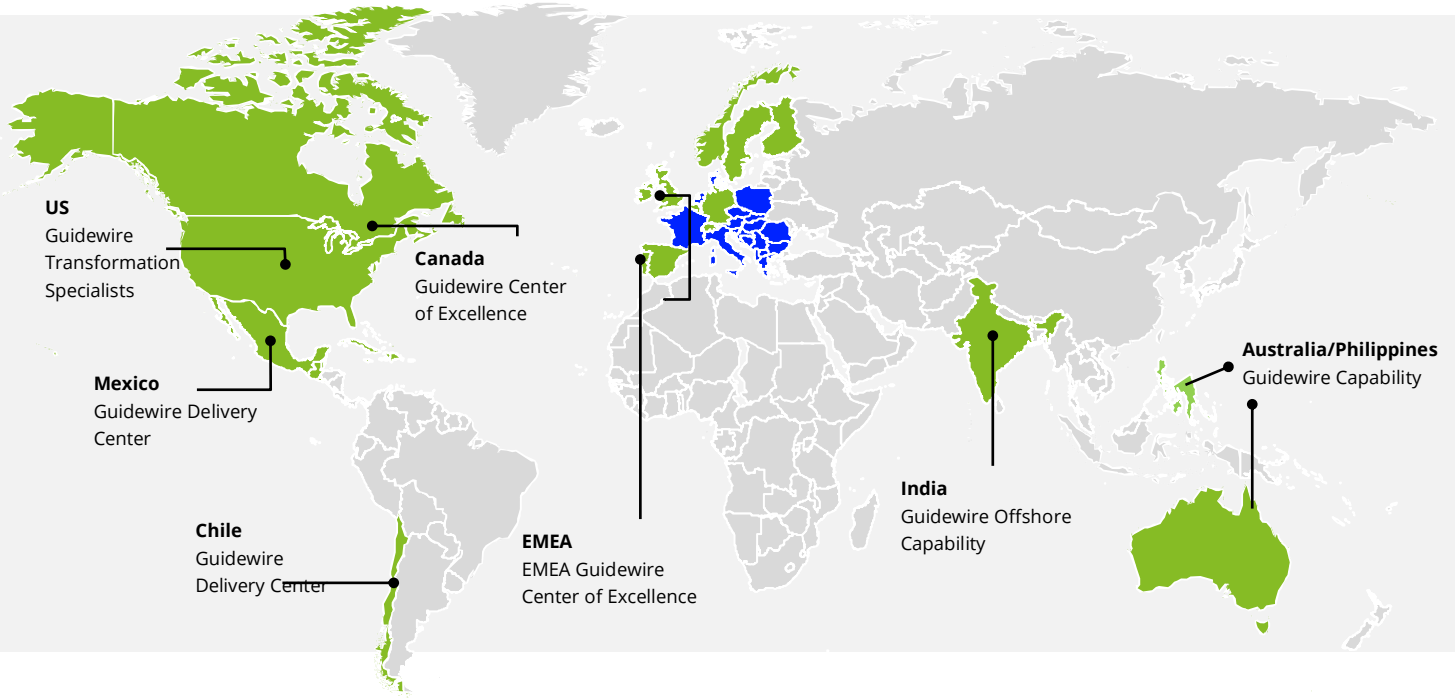 US
Guidewire
Transformation
Specialists
Canada
Guidewire Center
of Excellence
Mexico
Guidewire Delivery
Center
Chile
Guidewire
Delivery Center
EMEA
EMEA Guidewire
Center of Excellence
India
Guidewire Offshore
Capability
Australia/Philippines
Guidewire Capability